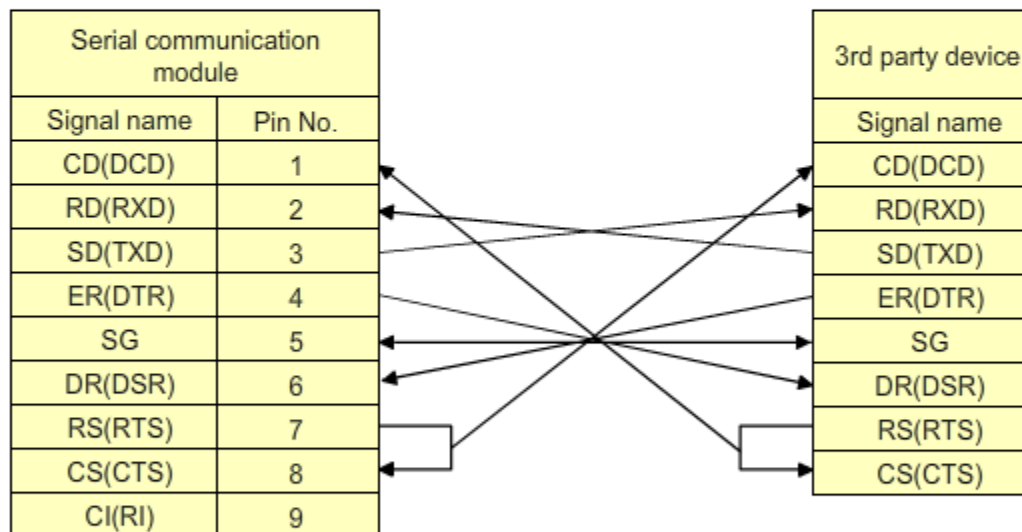 Serial communication
module
3rd party device
Signal name Pin No. Signal name
CD(DCD) 1 CD(DCD)
RD(RXD) 2 RD(RXD)
SD(TXD) 3 SD(TXD)
ER(DTR) 4 ER(DTR)
SG 5 SG
DR(DSR) 6 DR(DSR)
RS(RTS) 7 RS(RTS)
CS(CTS) 8 CS(CTS)
CI(RI) 9